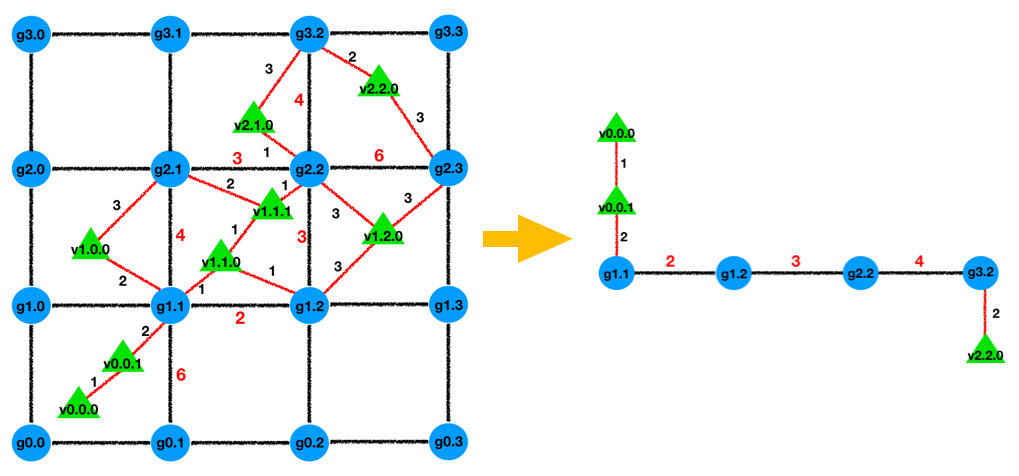 g3.0 g3.1 g3.2 g3.3
2
3
4
v2.2.0
v2.1.0
3
1
3 6
g2.0 g2.1 g2.2 g2.3
2 1
3 v1.1.1 3 3
4 1 3 v1.2.0
v1.0.0 v1.1.0
2 1 1 3
g1.0 g1.1 g1.2 g1.3
2
2
v0.0.1
6
1
v0.0.0
g0.0 g0.1 g0.2 g0.3
v0.0.0
1
v0.0.1
2
2 3 4
g1.1 g1.2 g2.2 g3.2
2
v2.2.0